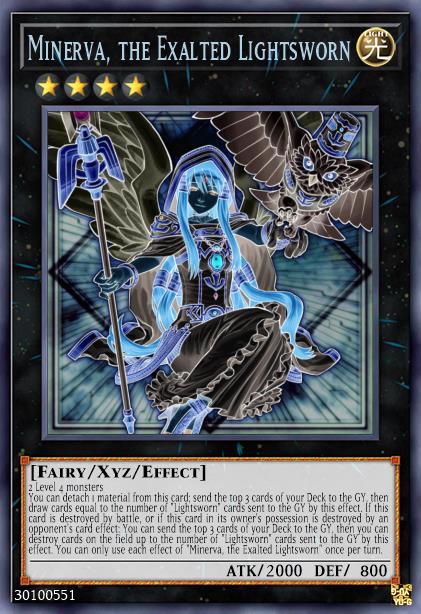 MINERVA, THE EXALTED LIGHTSWORN
LIGHT
光
[FAIRY/XYZ/EFFECT]
2 Level 4 monsters
You can detach 1 material from this card; send the top 3 cards of your Deck to the GY, then
draw cards equal to the number of "Lightsworn" cards sent to the GY by this effect. If this
card is destroyed by battle, or if this card in its owner's possession is destroyed by an
opponent's card effect: You can send the top 3 cards of your Deck to the GY, then you can
destroy cards on the field up to the number of "Lightsworn" cards sent to the GY by this
effect. You can only use each effect of "Minerva, the Exalted Lightsworn" once per turn.
ATK/2000 DEF/ 800
30100551